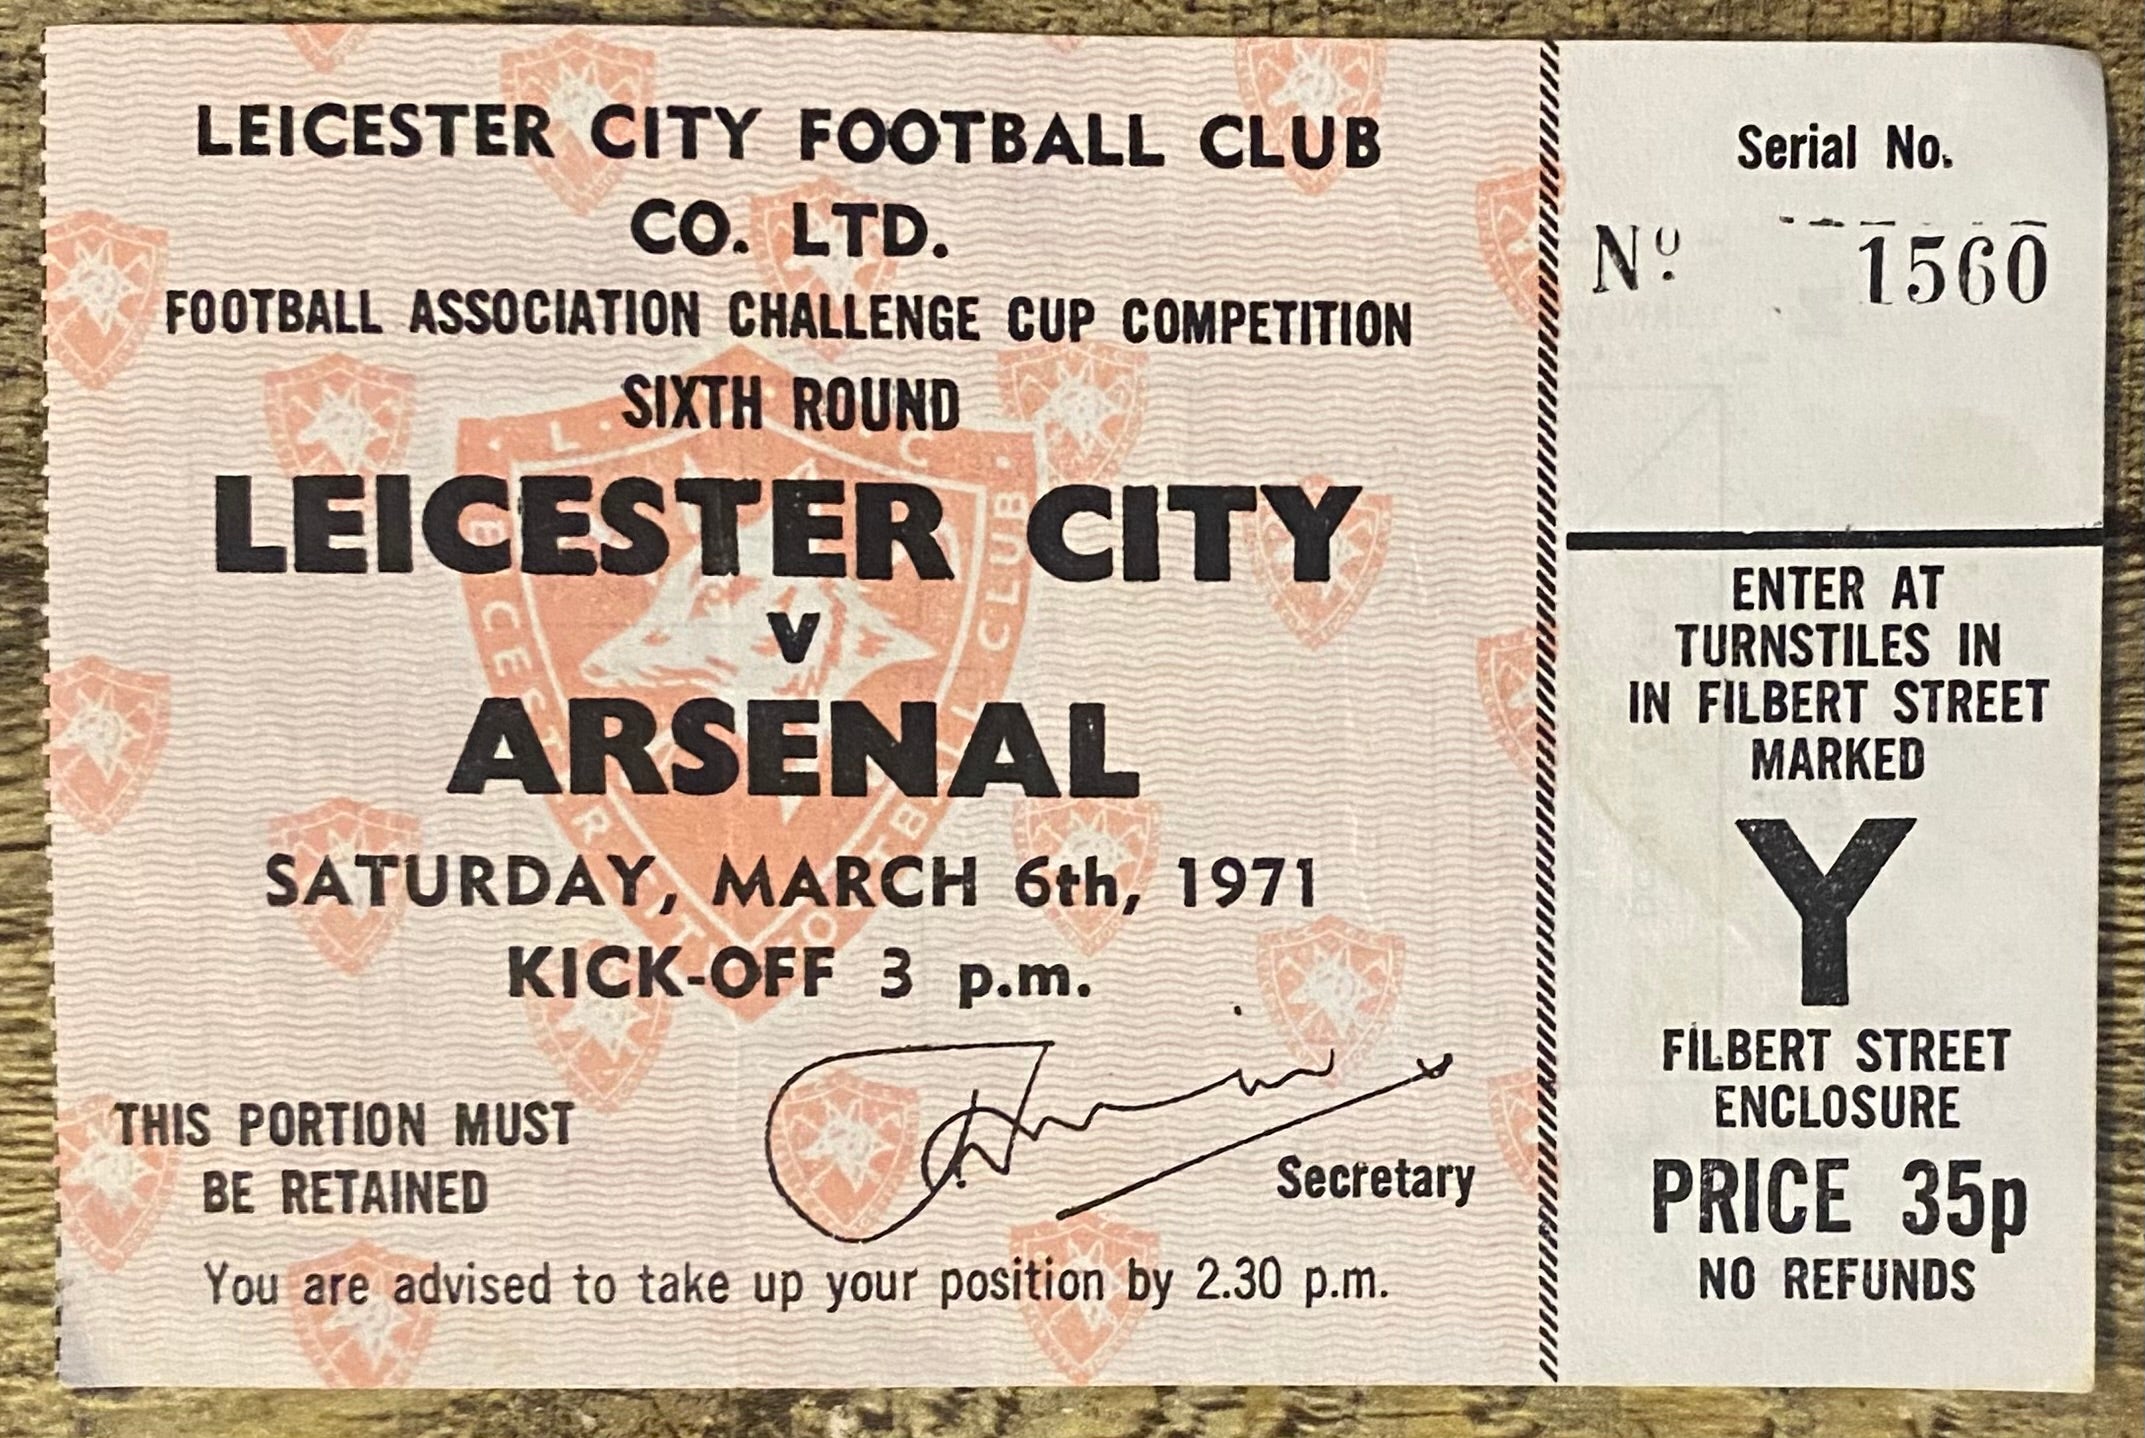 LEICESTER CITY FOOTBALL CLUB
CO. LTD.
FOOTBALL ASSOCIATION CHALLENGE CUP COMPETITION
SIXTH ROUND
LEICESTER CITY
v
ARSENAL
SATURDAY, MARCH 6th, 1971
KICK-OFF 3 p.m.
THIS PORTION MUST
BE RETAINED
Secretary
You are advised to take up your position by 2.30 p.m.
Serial No.
No. 1560
ENTER AT
TURNSTILES IN
IN FILBERT STREET
MARKED
Y
FILBERT STREET
ENCLOSURE
PRICE 35p
NO REFUNDS